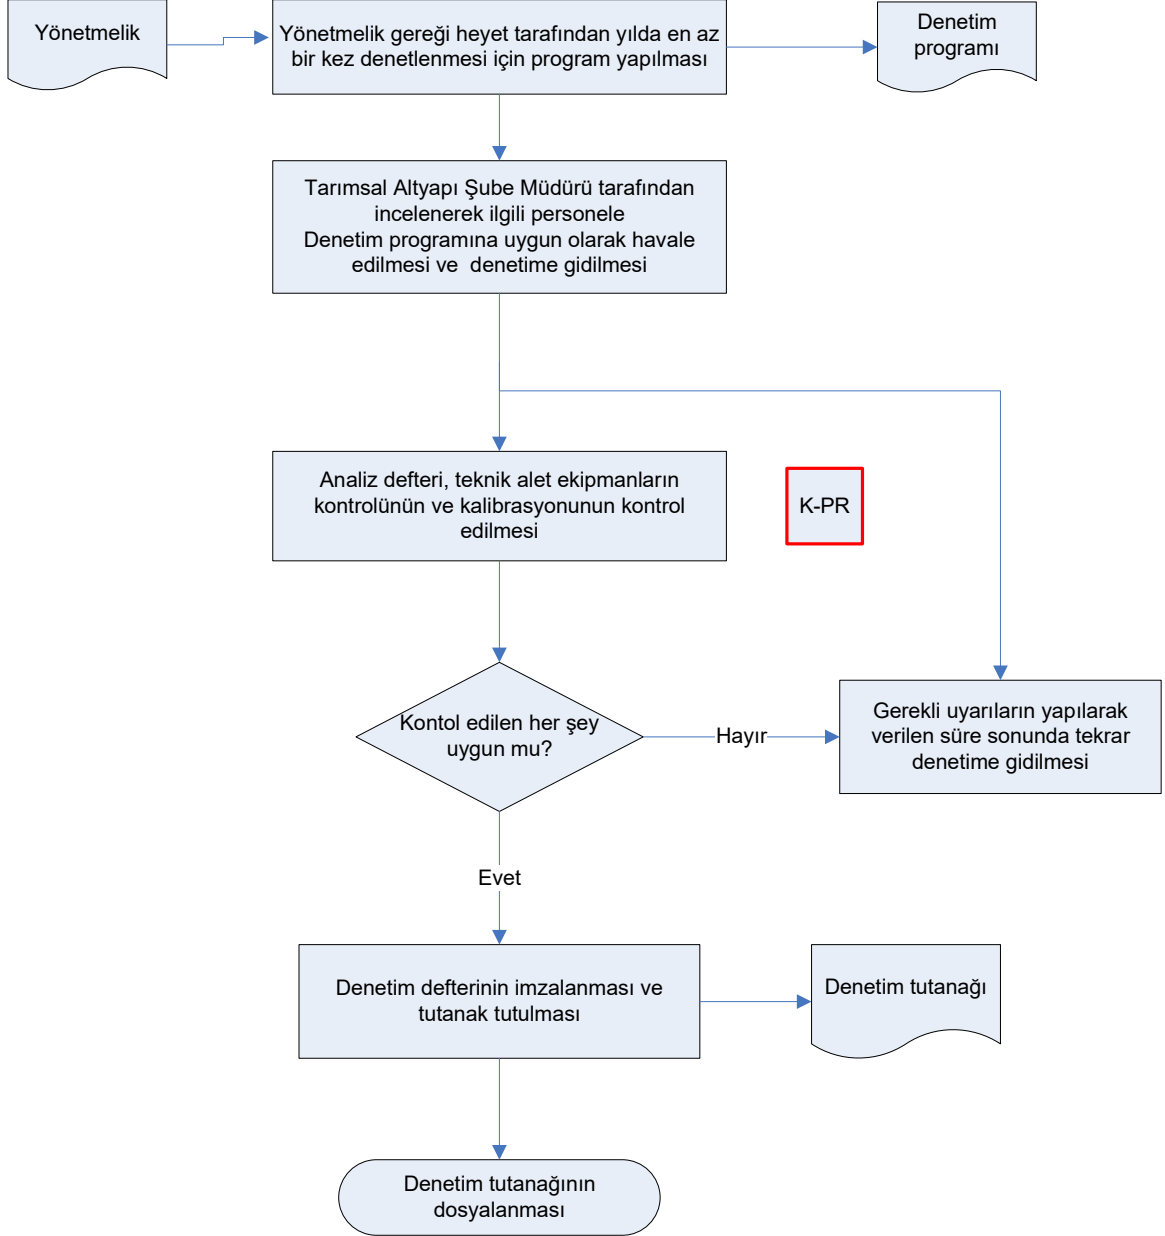 Yönetmelik
Yönetmelik gereği heyet tarafından yılda en az
bir kez denetlenmesi için program yapılması
Denetim
programı
Tarımsal Altyapı Şube Müdürü tarafından
incelenerek ilgili personele
Denetim programına uygun olarak havale
edilmesi ve  denetime gidilmesi
Analiz defteri, teknik alet ekipmanların
kontrolünün ve kalibrasyonunun kontrol
edilmesi
K-PR
Kontol edilen her şey
uygun mu?
Hayır
Gerekli uyarıların yapılarak
verilen süre sonunda tekrar
denetime gidilmesi
Evet
Denetim defterinin imzalanması ve
tutanak tutulması
Denetim tutanağı
Denetim tutanağının
dosyalanması